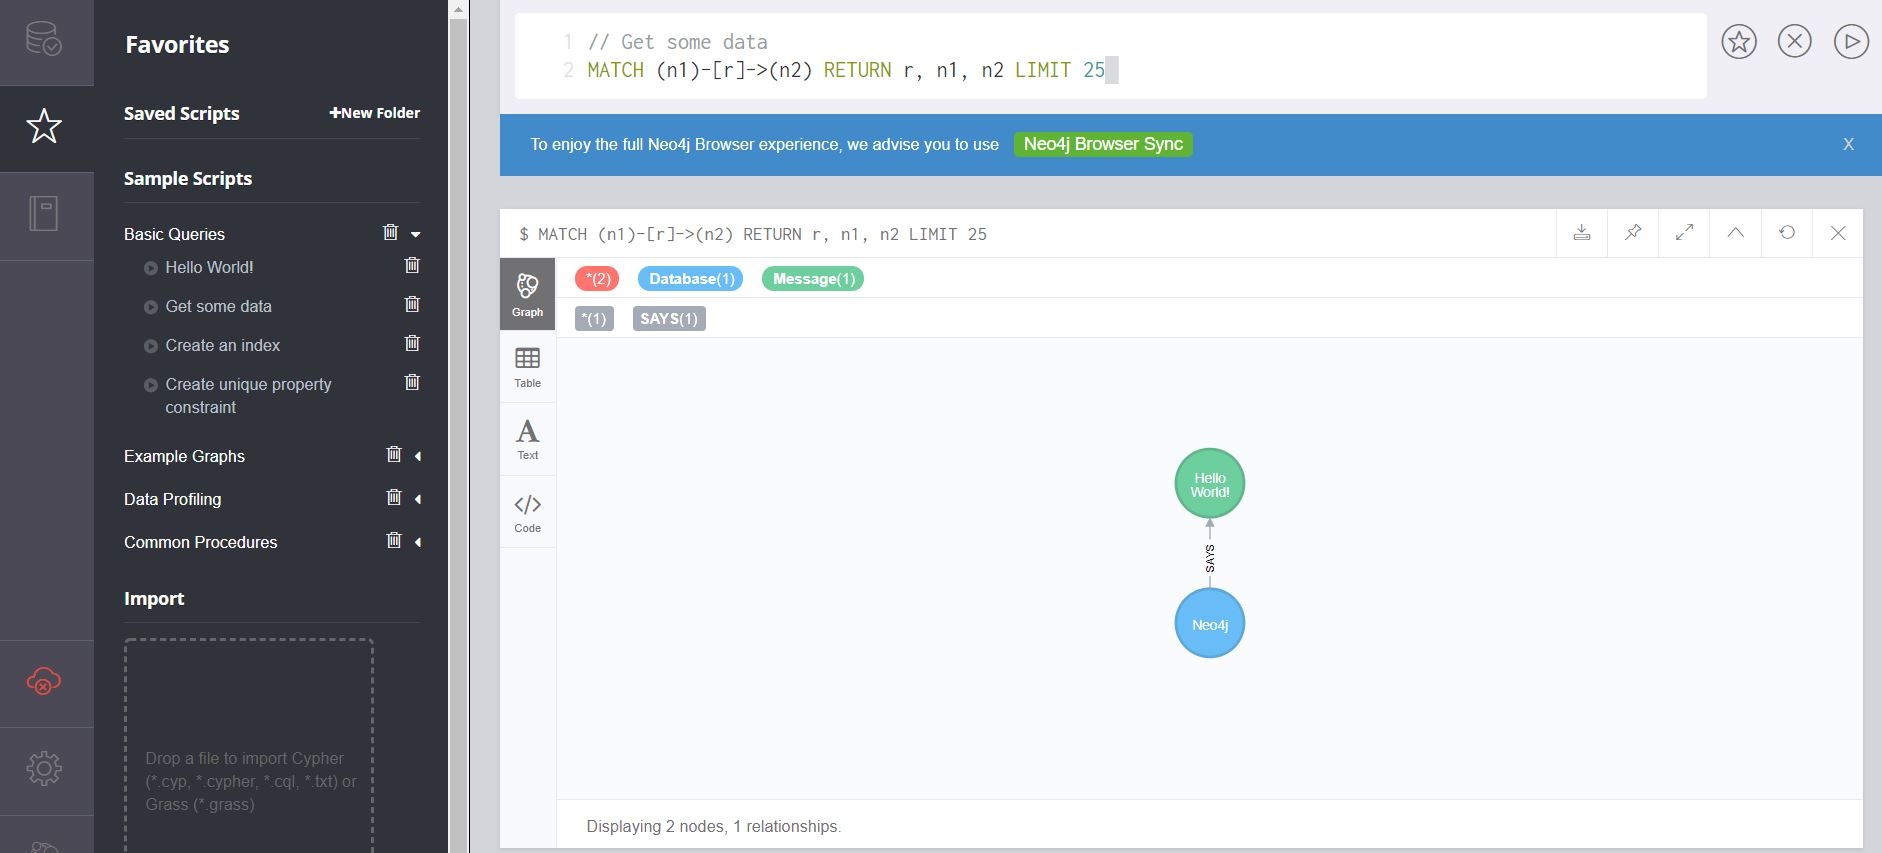 Favorites
Saved Scripts
+New Folder
Sample Scripts
Basic Queries
Hello World!
Get some data
Create an index
Create unique property
constraint
Example Graphs
Data Profiling
Common Procedures
Import
Drop a file to import Cypher
(*.cyp, *.cypher, *.cql, *.txt) or
Grass (*.grass)
1 // Get some data
2 MATCH (n1)-[r]->(n2) RETURN r, n1, n2 LIMIT 25
To enjoy the full Neo4j Browser experience, we advise you to use Neo4j Browser Sync X
$ MATCH (n1)-[r]->(n2) RETURN r, n1, n2 LIMIT 25
*(2) Database(1) Message(1)
*(1) SAYS(1)
Graph
Table
A
Text
</>
Code
Hello
World!
SAYS
Neo4j
Displaying 2 nodes, 1 relationships.